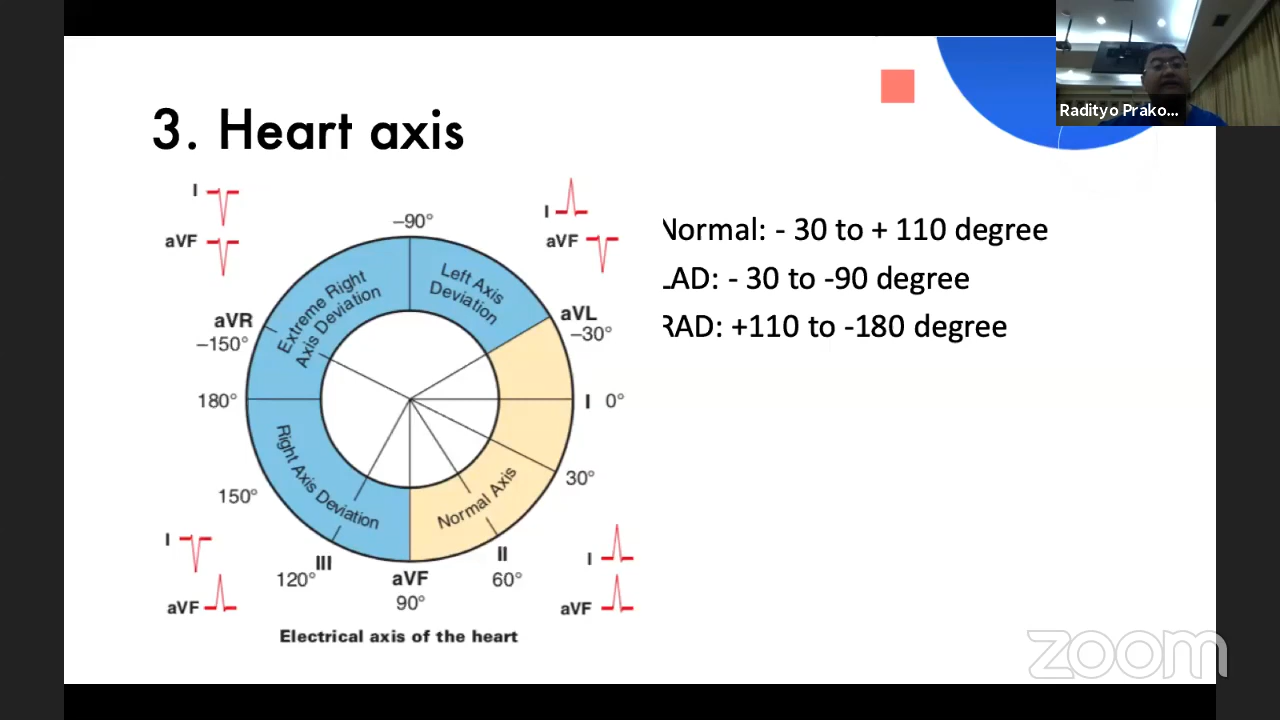 Radityo Prako...
3. Heart axis
I
aVF
–90°
I
aVF
Normal: - 30 to + 110 degree
LAD: - 30 to -90 degree
RAD: +110 to -180 degree
Extreme Right
Axis Deviation
Left Axis
Deviation
aVR
–150°
aVL
–30°
180°
I 0°
150°
Right Axis Deviation
Normal Axis
30°
I
aVF
III
120°
aVF
90°
II
60°
I
aVF
Electrical axis of the heart
zoom